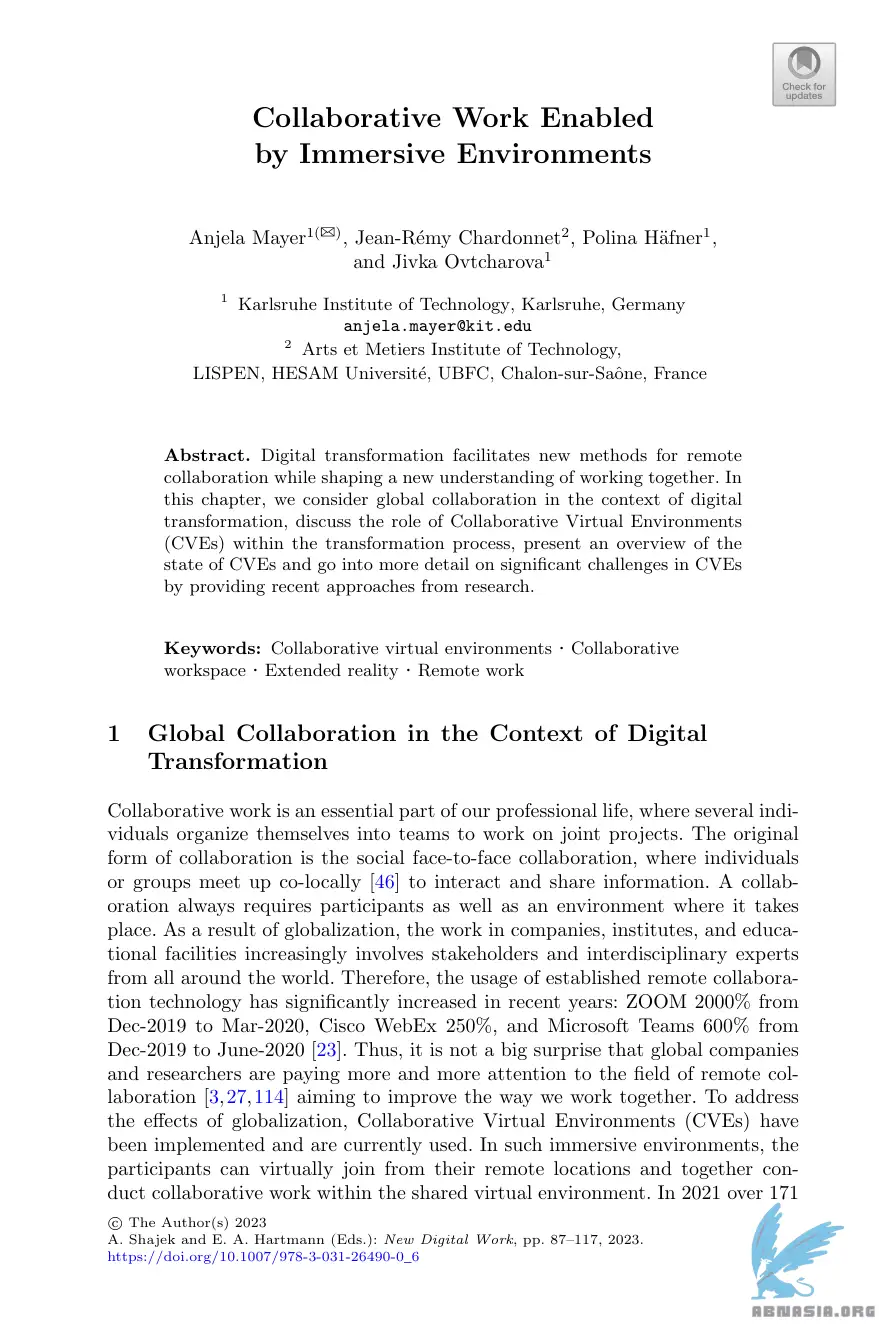 Check for
updates
Collaborative Work Enabled
by Immersive Environments
Anjela Mayer1(✉), Jean-Rémy Chardonnet2, Polina Häfner1,
and Jivka Ovtcharova1
1 Karlsruhe Institute of Technology, Karlsruhe, Germany
anjela.mayer@kit.edu
2 Arts et Metiers Institute of Technology,
LISPEN, HESAM Université, UBFC, Chalon-sur-Saône, France
Abstract. Digital transformation facilitates new methods for remote
collaboration while shaping a new understanding of working together. In
this chapter, we consider global collaboration in the context of digital
transformation, discuss the role of Collaborative Virtual Environments
(CVEs) within the transformation process, present an overview of the
state of CVEs and go into more detail on significant challenges in CVEs
by providing recent approaches from research.
Keywords: Collaborative virtual environments · Collaborative
workspace · Extended reality · Remote work
1 Global Collaboration in the Context of Digital
Transformation
Collaborative work is an essential part of our professional life, where several indi-
viduals organize themselves into teams to work on joint projects. The original
form of collaboration is the social face-to-face collaboration, where individuals
or groups meet up co-locally [46] to interact and share information. A collab-
oration always requires participants as well as an environment where it takes
place. As a result of globalization, the work in companies, institutes, and educa-
tional facilities increasingly involves stakeholders and interdisciplinary experts
from all around the world. Therefore, the usage of established remote collabora-
tion technology has significantly increased in recent years: ZOOM 2000% from
Dec-2019 to Mar-2020, Cisco WebEx 250%, and Microsoft Teams 600% from
Dec-2019 to June-2020 [23]. Thus, it is not a big surprise that global companies
and researchers are paying more and more attention to the field of remote col-
laboration [3,27,114] aiming to improve the way we work together. To address
the effects of globalization, Collaborative Virtual Environments (CVEs) have
been implemented and are currently used. In such immersive environments, the
participants can virtually join from their remote locations and together con-
duct collaborative work within the shared virtual environment. In 2021 over 171
© The Author(s) 2023
A. Shajek and E. A. Hartmann (Eds.): New Digital Work, pp. 87–117, 2023.
https://doi.org/10.1007/978-3-031-26490-0_6
ABNASIA.ORG